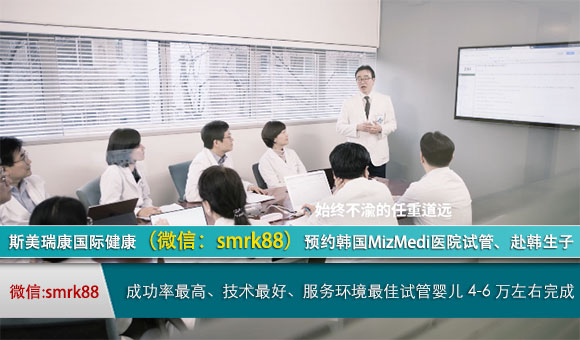 始终不渝的任重道远
斯美瑞康国际健康（微信：smrk88）预约韩国MizMedi医院试管、赴韩生子
微信:smrk88 成功率最高、技术最好、服务环境最佳试管婴儿 4-6 万左右完成